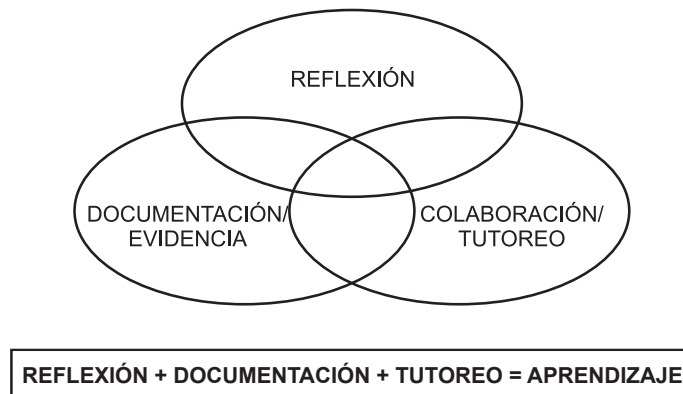 REFLEXIÓN
DOCUMENTACIÓN/
EVIDENCIA
COLABORACIÓN/
TUTOREO
REFLEXIÓN + DOCUMENTACIÓN + TUTOREO = APRENDIZAJE